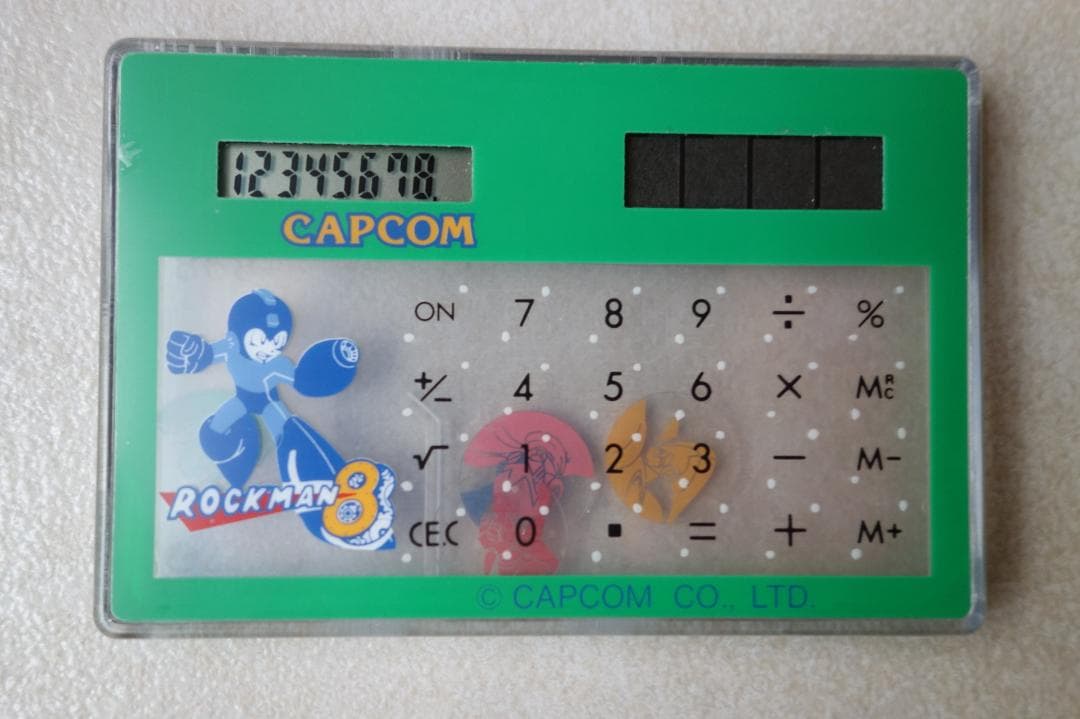 12345678.
CAPCOM
ON 7 8 9 ÷ %
+/− 4 5 6 × MRC
√ 1 2 3 − M−
ROCKMAN 8
CE.C 0 . = + M+
© CAPCOM CO., LTD.